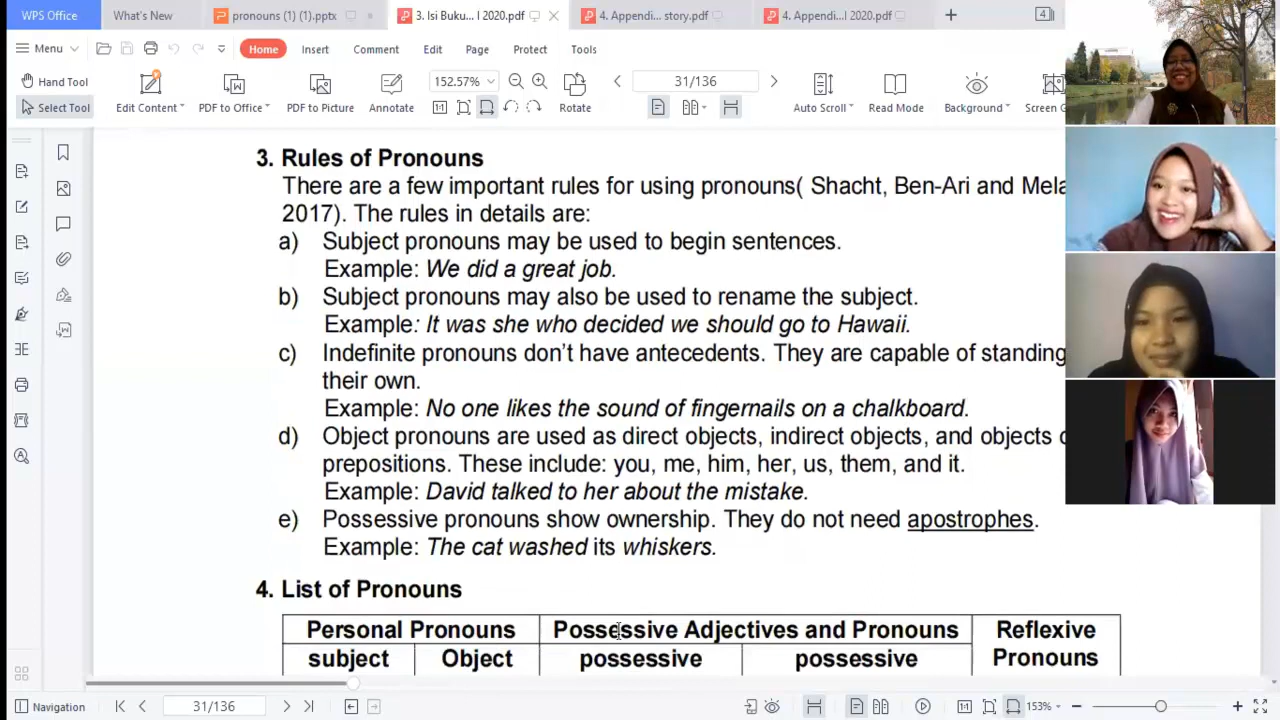 WPS Office What's New pronouns (1) (1).pptx 3. Isi Buku... l 2020.pdf 4. Appendi... story.pdf 4. Appendi...l 2020.pdf + 4
Menu Home Insert Comment Edit Page Protect Tools
Hand Tool 152.57% 31/136
Select Tool Edit Content PDF to Office PDF to Picture Annotate Rotate Auto Scroll Read Mode Background Screen G
3. Rules of Pronouns
There are a few important rules for using pronouns( Shacht, Ben-Ari and Mela
2017). The rules in details are:
a) Subject pronouns may be used to begin sentences.
Example: We did a great job.
b) Subject pronouns may also be used to rename the subject.
Example: It was she who decided we should go to Hawaii.
c) Indefinite pronouns don't have antecedents. They are capable of standing
their own.
Example: No one likes the sound of fingernails on a chalkboard.
d) Object pronouns are used as direct objects, indirect objects, and objects
prepositions. These include: you, me, him, her, us, them, and it.
Example: David talked to her about the mistake.
e) Possessive pronouns show ownership. They do not need apostrophes.
Example: The cat washed its whiskers.
4. List of Pronouns
Personal Pronouns Possessive Adjectives and Pronouns Reflexive
subject Object possessive possessive Pronouns
Navigation 31/136 153%